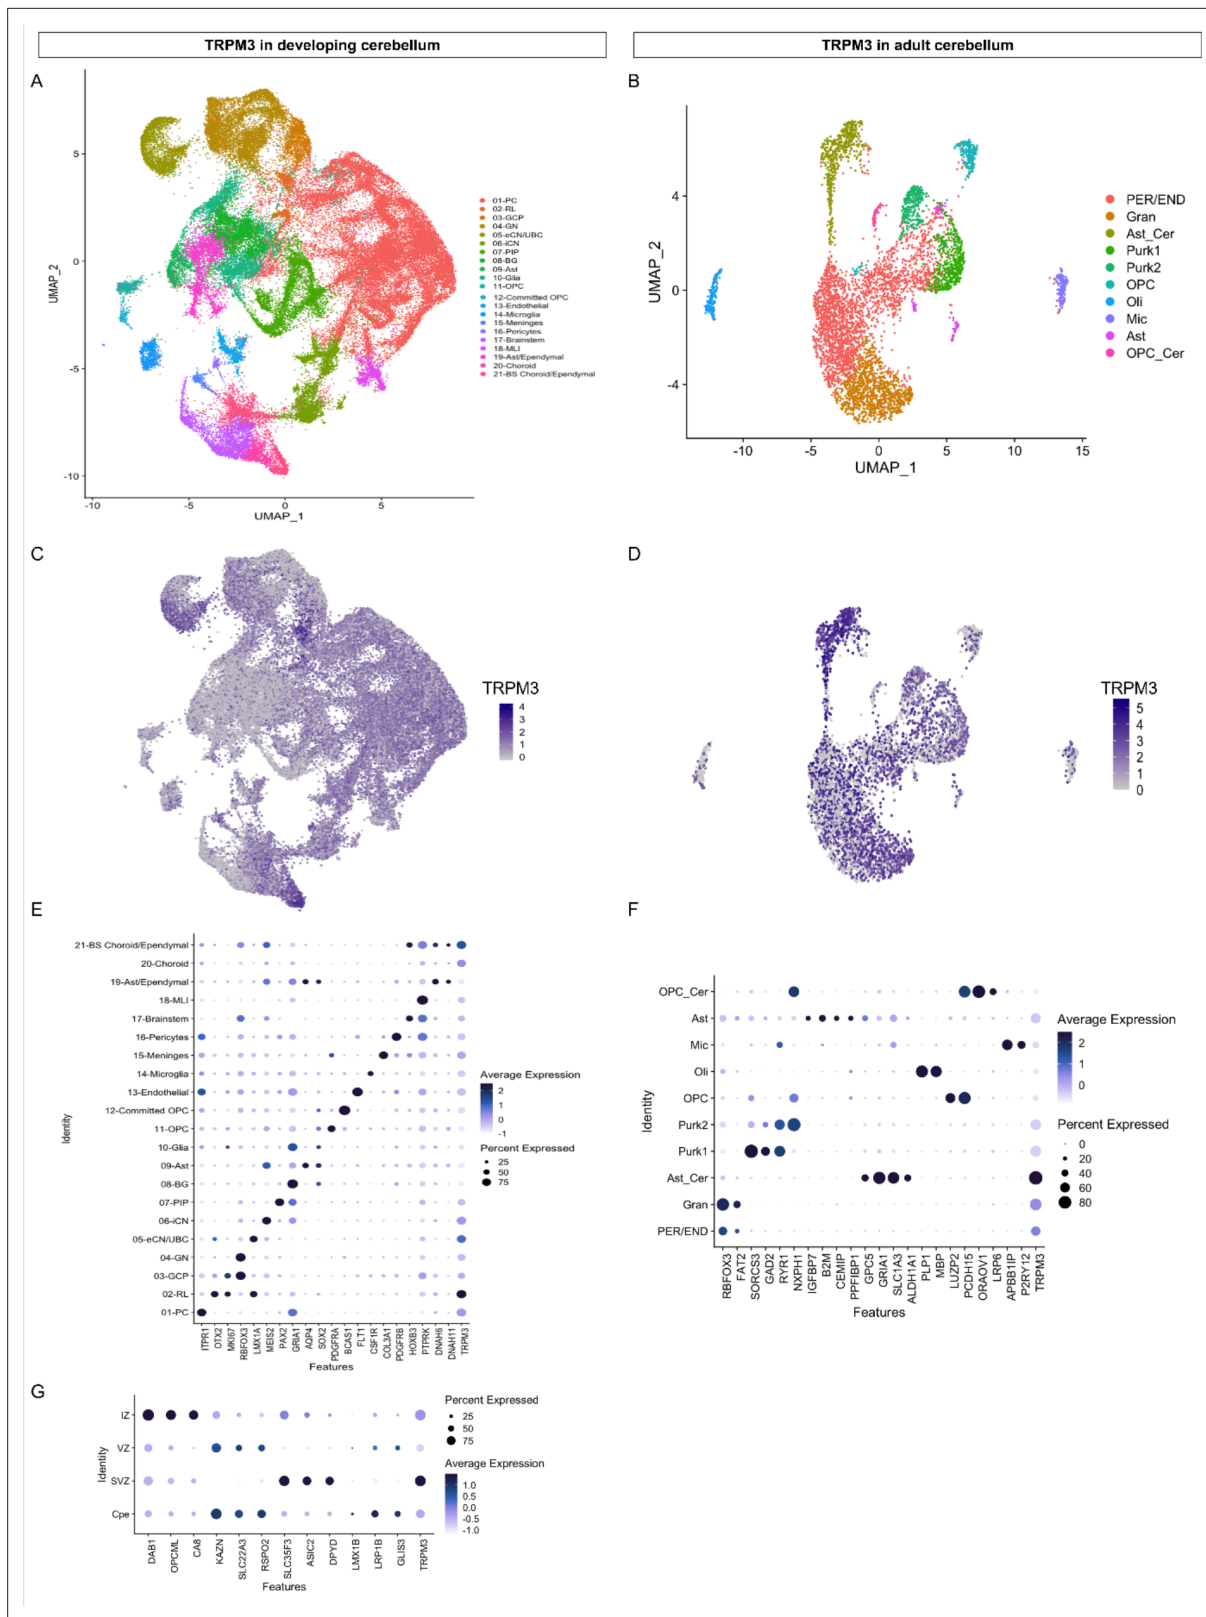 TRPM3 in developing cerebellum
TRPM3 in adult cerebellum
A
UMAP_2
5
0
-5
-10
-10
-5
0
5
UMAP_1
01-PC
02-RL
03-GCP
04-GN
05-eCN/UBC
06-iCN
07-PIP
08-BG
09-Ast
10-Glia
11-OPC
12-Committed OPC
13-Endothelial
14-Microglia
15-Meninges
16-Pericytes
17-Brainstem
18-MLI
19-Ast/Ependymal
20-Choroid
21-BS Choroid/Ependymal
B
UMAP_2
4
0
-4
-10
-5
0
5
10
15
UMAP_1
PER/END
Gran
Ast_Cer
Purk1
Purk2
OPC
Oli
Mic
Ast
OPC_Cer
C
TRPM3
4
3
2
1
0
D
TRPM3
5
4
3
2
1
0
E
Identity
21-BS Choroid/Ependymal
20-Choroid
19-Ast/Ependymal
18-MLI
17-Brainstem
16-Pericytes
15-Meninges
14-Microglia
13-Endothelial
12-Committed OPC
11-OPC
10-Glia
09-Ast
08-BG
07-PIP
06-iCN
05-eCN/UBC
04-GN
03-GCP
02-RL
01-PC
ITPR1
OTX2
MKI67
RBFOX3
LMX1A
MEIS2
PAX2
GRIA1
AQP4
SOX2
PDGFRA
BCAS1
FLT1
CSF1R
COL3A1
PDGFRB
HOXB3
PTPRK
DNAH6
DNAH11
TRPM3
Features
Average Expression
2
1
0
-1
Percent Expressed
25
50
75
F
Identity
OPC_Cer
Ast
Mic
Oli
OPC
Purk2
Purk1
Ast_Cer
Gran
PER/END
RBFOX3
FAT2
SORCS3
GAD2
RYR1
NXPH1
IGFBP7
B2M
CEMIP
PPFIBP1
GPC5
GRIA1
SLC1A3
ALDH1A1
PLP1
MBP
LUZP2
PCDH15
ORAOV1
LRP6
APBB1IP
P2RY12
TRPM3
Features
Average Expression
2
1
0
Percent Expressed
0
20
40
60
80
G
Identity
IZ
VZ
SVZ
Cpe
DAB1
OPCML
CA8
KAZN
SLC22A3
RSPO2
SLC35F3
ASIC2
DPYD
LMX1B
LRP1B
GLIS3
TRPM3
Features
Percent Expressed
25
50
75
Average Expression
1.0
0.5
0.0
-0.5
-1.0